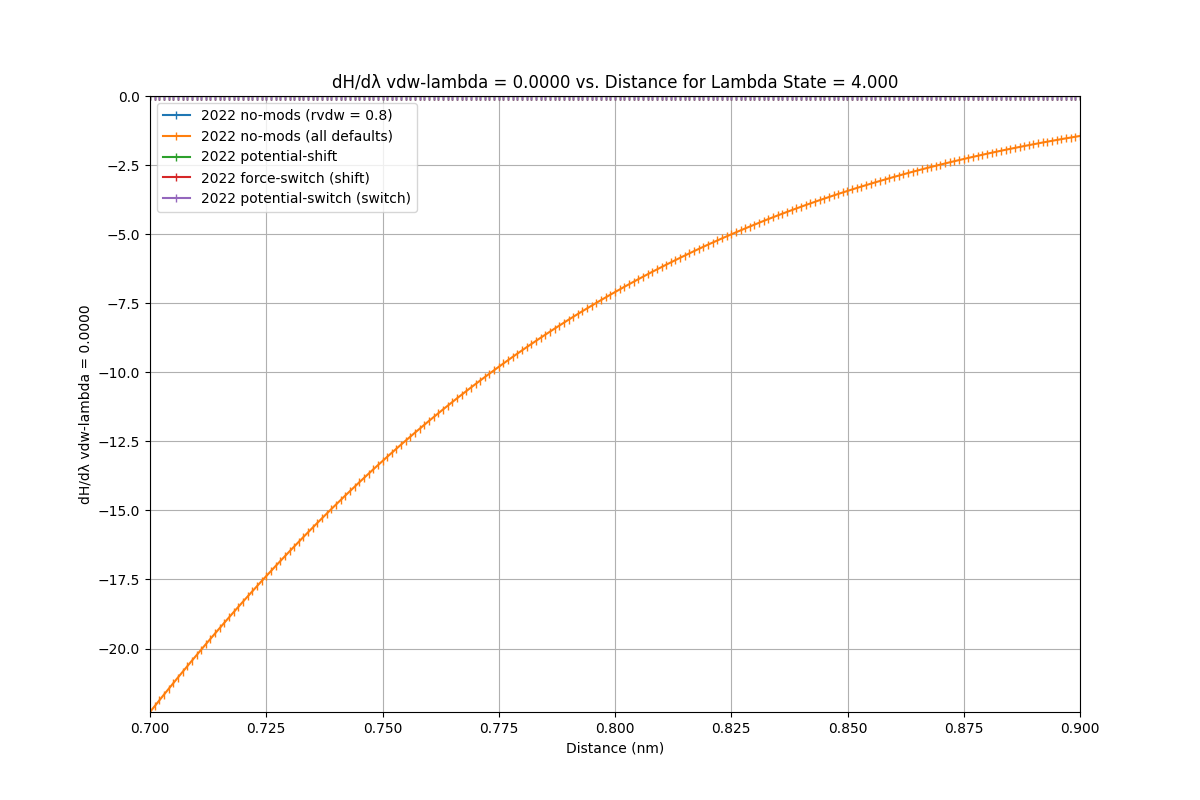 dH/dλ vdw-lambda = 0.0000 vs. Distance for Lambda State = 4.000
0.0
−2.5
−5.0
−7.5
−10.0
−12.5
−15.0
−17.5
−20.0
dH/dλ vdw-lambda = 0.0000
2022 no-mods (rvdw = 0.8)
2022 no-mods (all defaults)
2022 potential-shift
2022 force-switch (shift)
2022 potential-switch (switch)
0.700 0.725 0.750 0.775 0.800 0.825 0.850 0.875 0.900
Distance (nm)